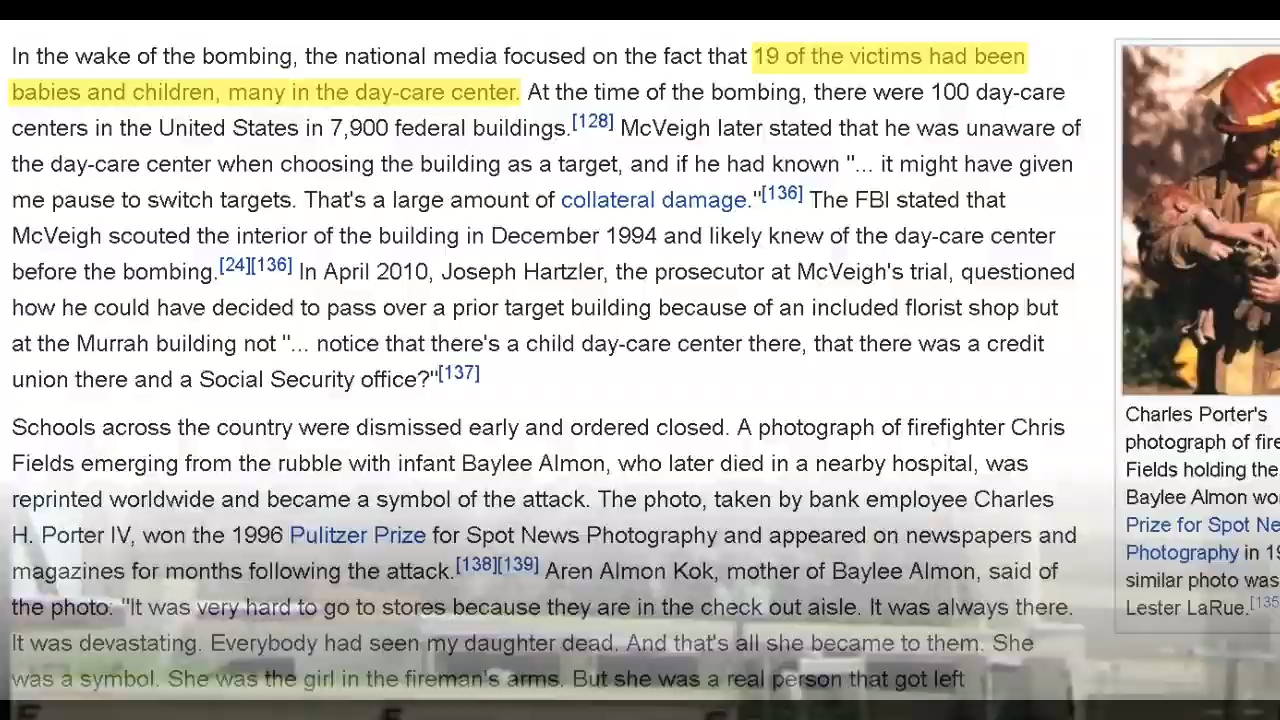 In the wake of the bombing, the national media focused on the fact that 19 of the victims had been
babies and children, many in the day-care center. At the time of the bombing, there were 100 day-care
centers in the United States in 7,900 federal buildings.[128] McVeigh later stated that he was unaware of
the day-care center when choosing the building as a target, and if he had known "... it might have given
me pause to switch targets. That's a large amount of collateral damage."[136] The FBI stated that
McVeigh scouted the interior of the building in December 1994 and likely knew of the day-care center
before the bombing.[24][136] In April 2010, Joseph Hartzler, the prosecutor at McVeigh's trial, questioned
how he could have decided to pass over a prior target building because of an included florist shop but
at the Murrah building not "... notice that there's a child day-care center there, that there was a credit
union there and a Social Security office?"[137]
Schools across the country were dismissed early and ordered closed. A photograph of firefighter Chris
Fields emerging from the rubble with infant Baylee Almon, who later died in a nearby hospital, was
reprinted worldwide and became a symbol of the attack. The photo, taken by bank employee Charles
H. Porter IV, won the 1996 Pulitzer Prize for Spot News Photography and appeared on newspapers and
magazines for months following the attack.[138][139] Aren Almon Kok, mother of Baylee Almon, said of
the photo: "It was very hard to go to stores because they are in the check out aisle. It was always there.
It was devastating. Everybody had seen my daughter dead. And that's all she became to them. She
was a symbol. She was the girl in the fireman's arms. But she was a real person that got left
Charles Porter's
photograph of fire
Fields holding the
Baylee Almon wo
Prize for Spot Ne
Photography in 19
similar photo was
Lester LaRue.[135